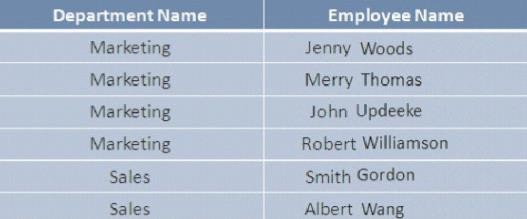 Department Name Employee Name
Marketing Jenny Woods
Marketing Merry Thomas
Marketing John Updeeke
Marketing Robert Williamson
Sales Smith Gordon
Sales Albert Wang